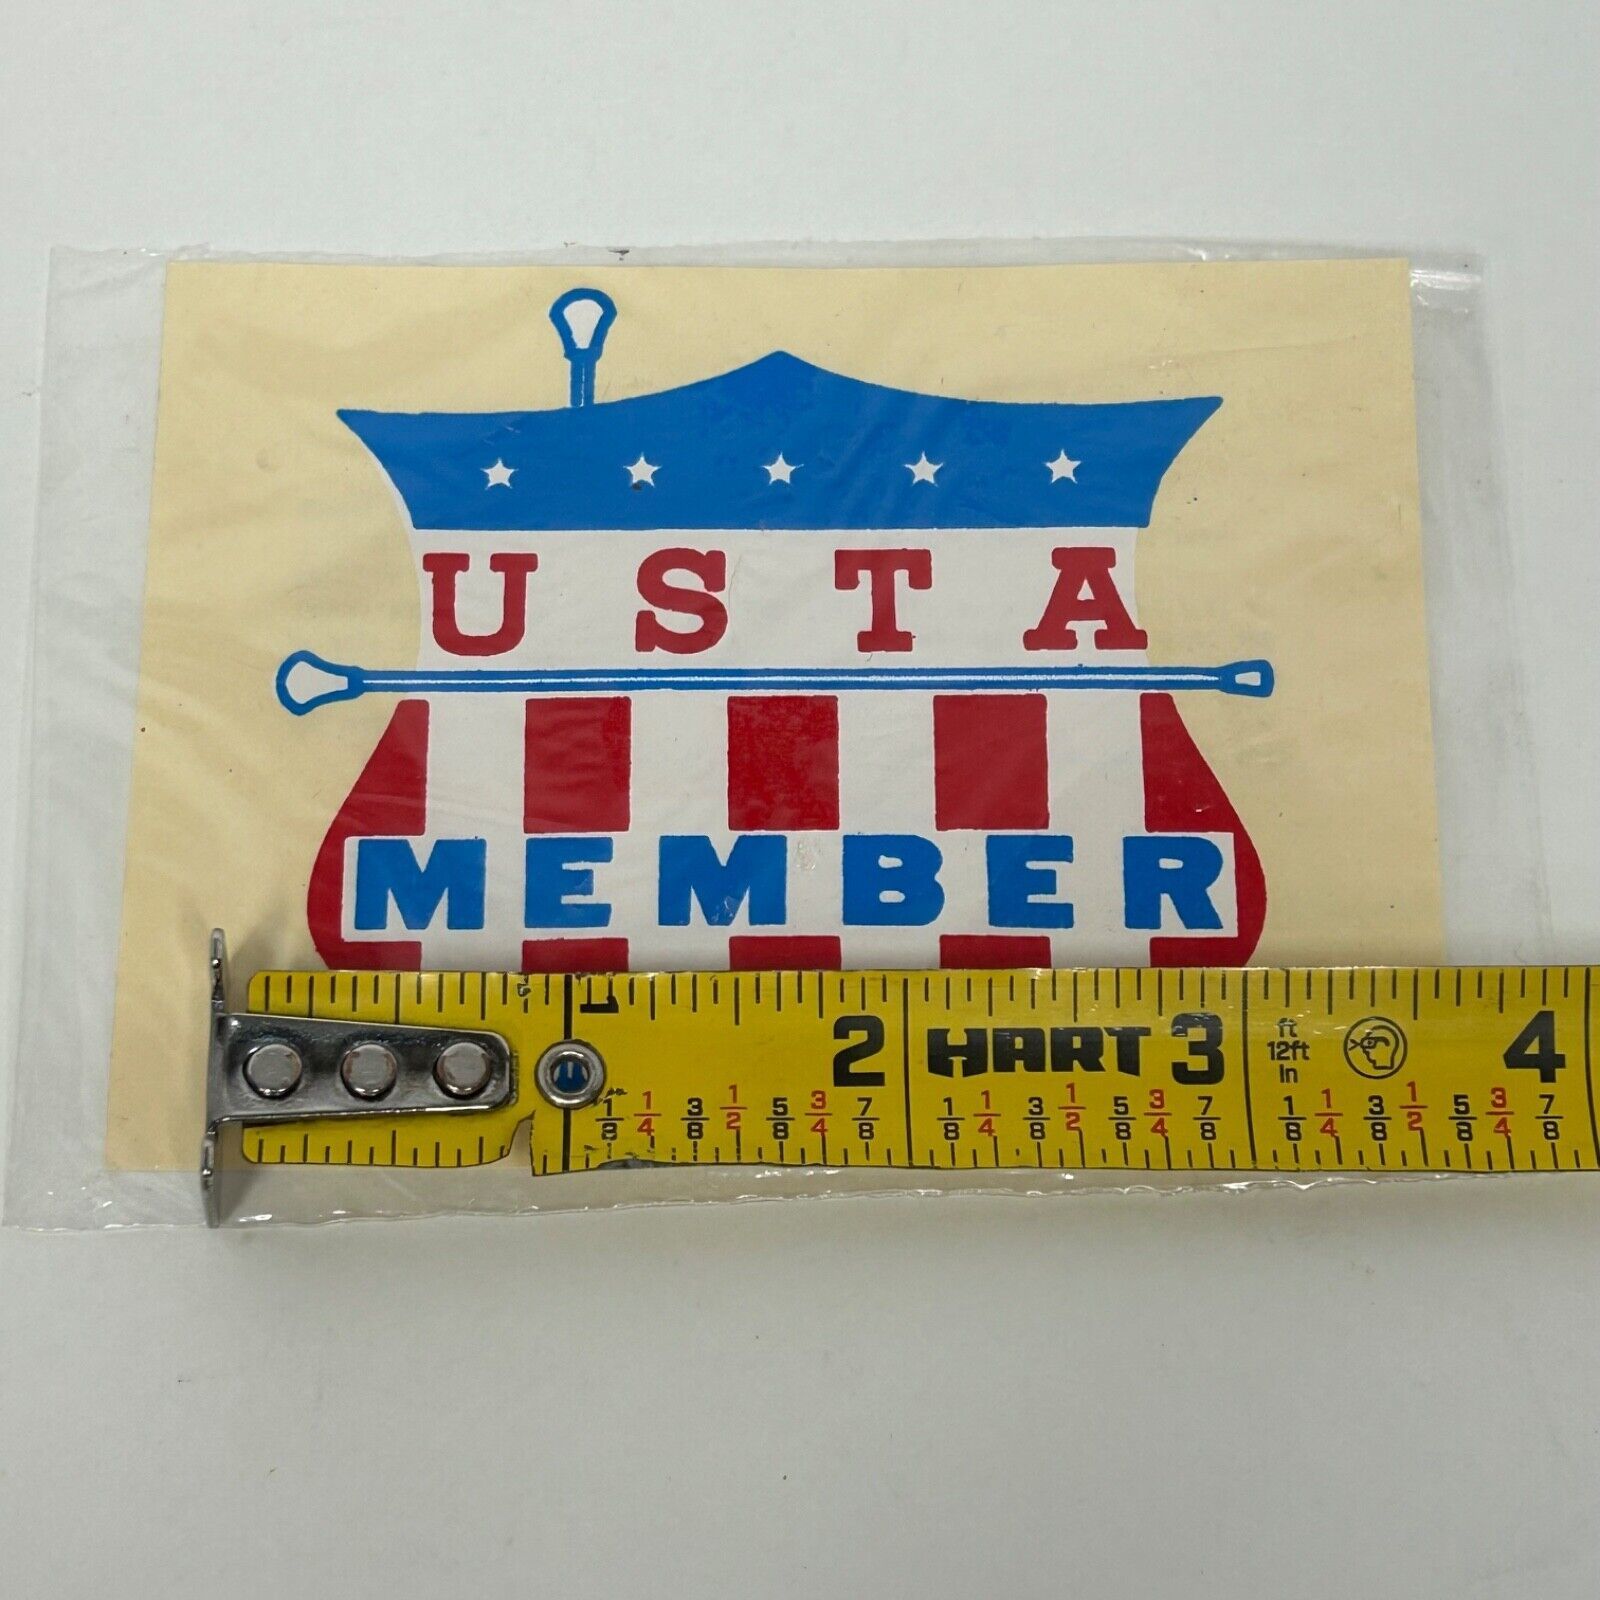 U S T A
MEMBER
1 2 HART 3 ft 12ft In 4
1/8 1/4 3/8 1/2 5/8 3/4 7/8 1/8 1/4 3/8 1/2 5/8 3/4 7/8 1/8 1/4 3/8 1/2 5/8 3/4 7/8